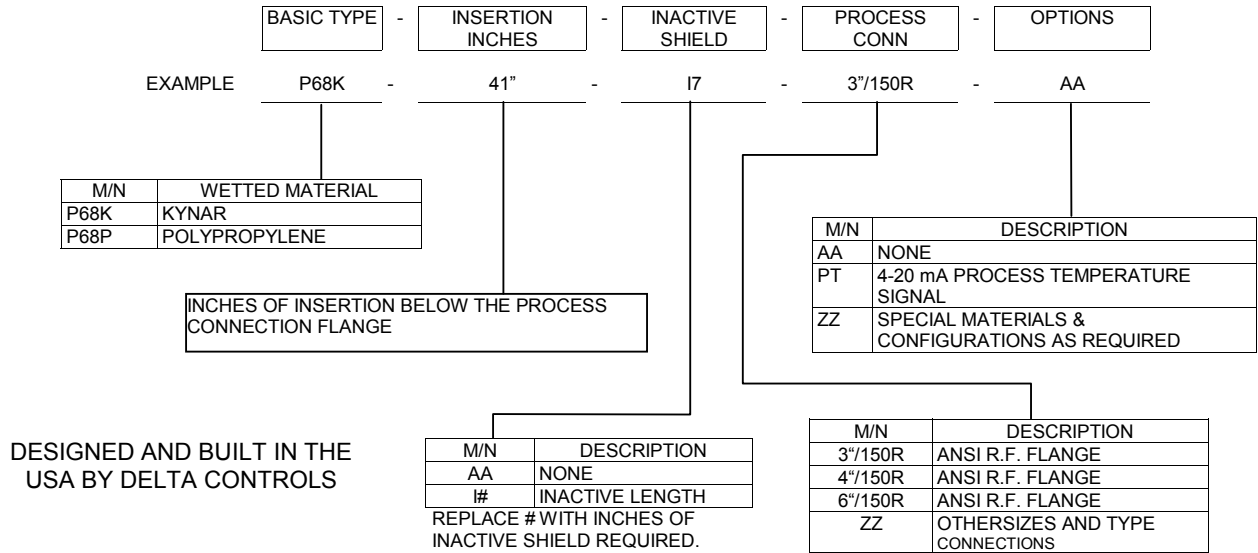 BASIC TYPE - INSERTION INCHES - INACTIVE SHIELD - PROCESS CONN - OPTIONS
EXAMPLE P68K - 41” - I7 - 3”/150R - AA
M/N WETTED MATERIAL
P68K KYNAR
P68P POLYPROPYLENE
INCHES OF INSERTION BELOW THE PROCESS
CONNECTION FLANGE
M/N DESCRIPTION
AA NONE
PT 4-20 mA PROCESS TEMPERATURE
SIGNAL
ZZ SPECIAL MATERIALS &
CONFIGURATIONS AS REQUIRED
DESIGNED AND BUILT IN THE
USA BY DELTA CONTROLS
M/N DESCRIPTION
AA NONE
I# INACTIVE LENGTH
REPLACE # WITH INCHES OF
INACTIVE SHIELD REQUIRED.
M/N DESCRIPTION
3“/150R ANSI R.F. FLANGE
4“/150R ANSI R.F. FLANGE
6“/150R ANSI R.F. FLANGE
ZZ OTHERSIZES AND TYPE
CONNECTIONS